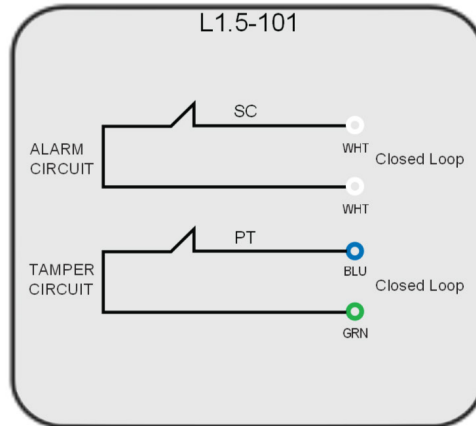 L1.5-101
SC
WHT
ALARM
CIRCUIT
Closed Loop
WHT
PT
BLU
TAMPER
CIRCUIT
Closed Loop
GRN